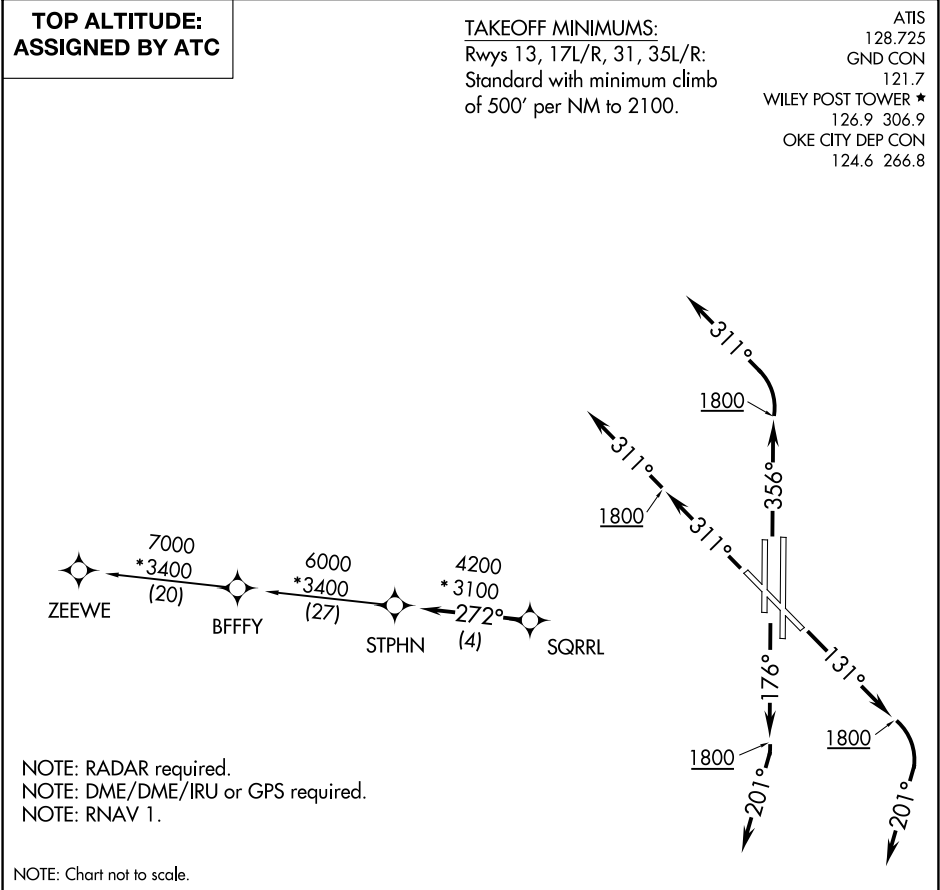 TOP ALTITUDE:
ASSIGNED BY ATC
TAKEOFF MINIMUMS:
Rwys 13, 17L/R, 31, 35L/R:
Standard with minimum climb
of 500' per NM to 2100.
ATIS
128.725
GND CON
121.7
WILEY POST TOWER ★
126.9 306.9
OKE CITY DEP CON
124.6 266.8
311°
1800
356°
311°
1800
311°
7000
*3400
(20)
ZEEWE
BFFFY
6000
*3400
(27)
STPHN
4200
*3100
272°
(4)
SQRRL
176°
1800
201°
131°
1800
201°
NOTE: RADAR required.
NOTE: DME/DME/IRU or GPS required.
NOTE: RNAV 1.
NOTE: Chart not to scale.